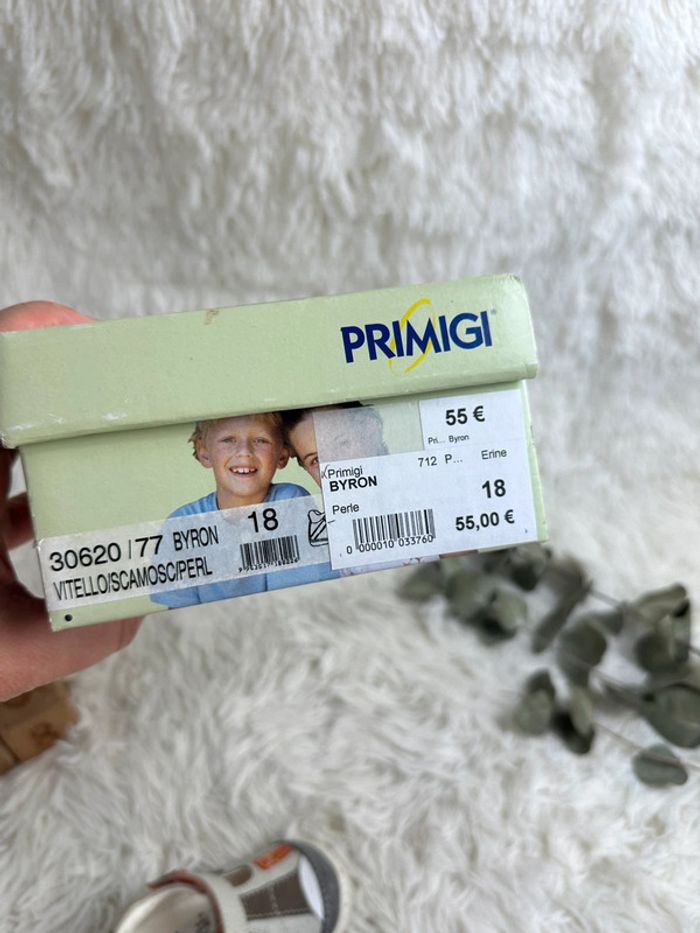 PRIMIGI
55 €
Pri... Byron
Primigi 712 P... Erine
BYRON
Perle 18
55,00 €
0 000010 033760
30620/77 BYRON 18
VITELLO/SCAMOSC/PERL